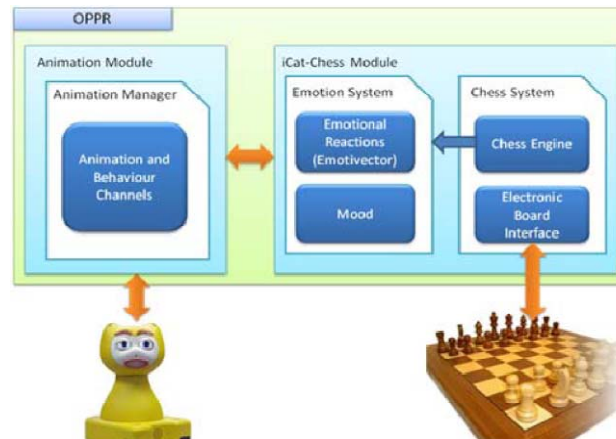 OPPR
Animation Module
Animation Manager
Animation and
Behaviour
Channels
iCat-Chess Module
Emotion System
Emotional
Reactions
(Emotivector)
Mood
Chess System
Chess Engine
Electronic
Board
Interface